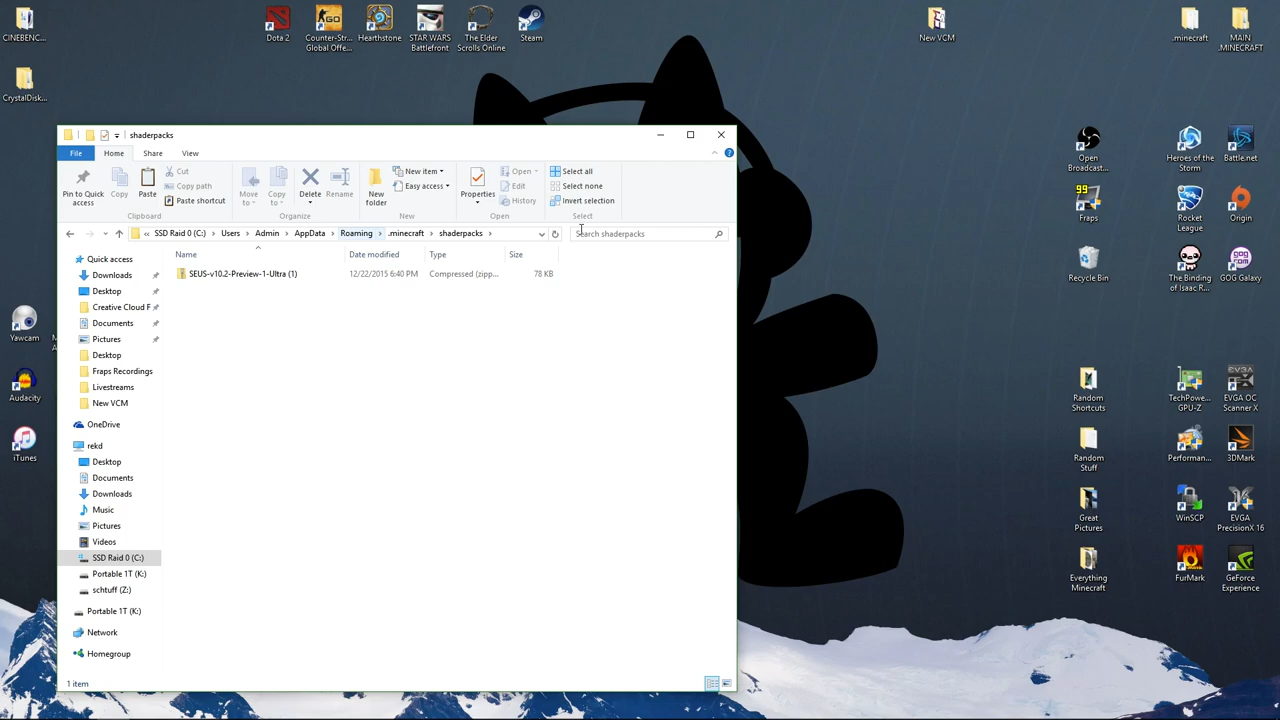 CINEBENC...
Dota 2
Counter-Str...
Global Offe...
Hearthstone
STAR WARS
Battlefront
The Elder
Scrolls Online
Steam
New VCM
.minecraft
MAIN
.MINECRAFT
CrystalDisk...
shaderpacks
File
Home
Share
View
Pin to Quick
access
Copy
Paste
Cut
Copy path
Paste shortcut
Clipboard
Move
to
Copy
to
Delete
Rename
Organize
New
folder
New item
Easy access
New
Properties
Open
Edit
History
Open
Select all
Select none
Invert selection
Select
« SSD Raid 0 (C:) > Users > Admin > AppData > Roaming > .minecraft > shaderpacks >
Search shaderpacks
Name
Date modified
Type
Size
SEUS-v10.2-Preview-1-Ultra (1)
12/22/2015 6:40 PM
Compressed (zipp...
78 KB
Quick access
Downloads
Desktop
Creative Cloud F
Documents
Pictures
Desktop
Fraps Recordings
Livestreams
New VCM
OneDrive
rekd
Desktop
Documents
Downloads
Music
Pictures
Videos
SSD Raid 0 (C:)
Portable 1T (K:)
schtuff (Z:)
Portable 1T (K:)
Network
Homegroup
1 item
Yawcam
Audacity
iTunes
Open
Broadcast...
Heroes of the
Storm
Battle.net
99
Fraps
Rocket
League
Origin
Recycle Bin
The Binding
of Isaac R...
gog
com
GOG Galaxy
Random
Shortcuts
TechPowe...
GPU-Z
EVGA OC
Scanner X
Random
Stuff
Performan...
3DMark
Great
Pictures
WinSCP
EVGA
PrecisionX 16
Everything
Minecraft
FurMark
GeForce
Experience